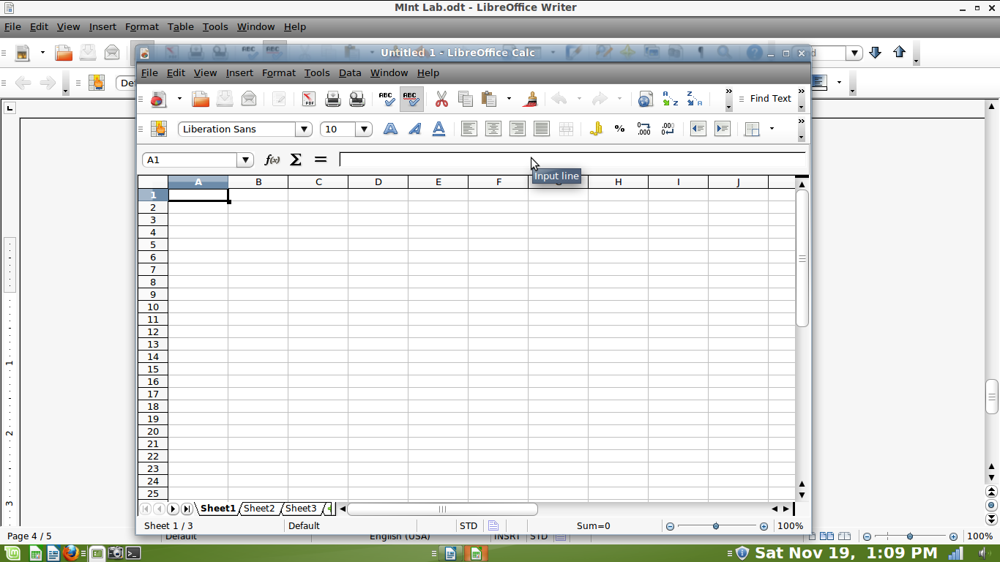 MInt Lab.odt - LibreOffice Writer
File Edit View Insert Format Table Tools Window Help
Untitled 1 - LibreOffice Calc
File Edit View Insert Format Tools Data Window Help
Find Text
Liberation Sans 10
A1
Input line
A B C D E F G H I J
1
2
3
4
5
6
7
8
9
10
11
12
13
14
15
16
17
18
19
20
21
22
23
24
25
1
2
3
Sheet1 Sheet2 Sheet3
Sheet 1 / 3 Default STD Sum=0 100%
Page 4 / 5 Default English (USA) INSRT STD 100%
Sat Nov 19, 1:09 PM